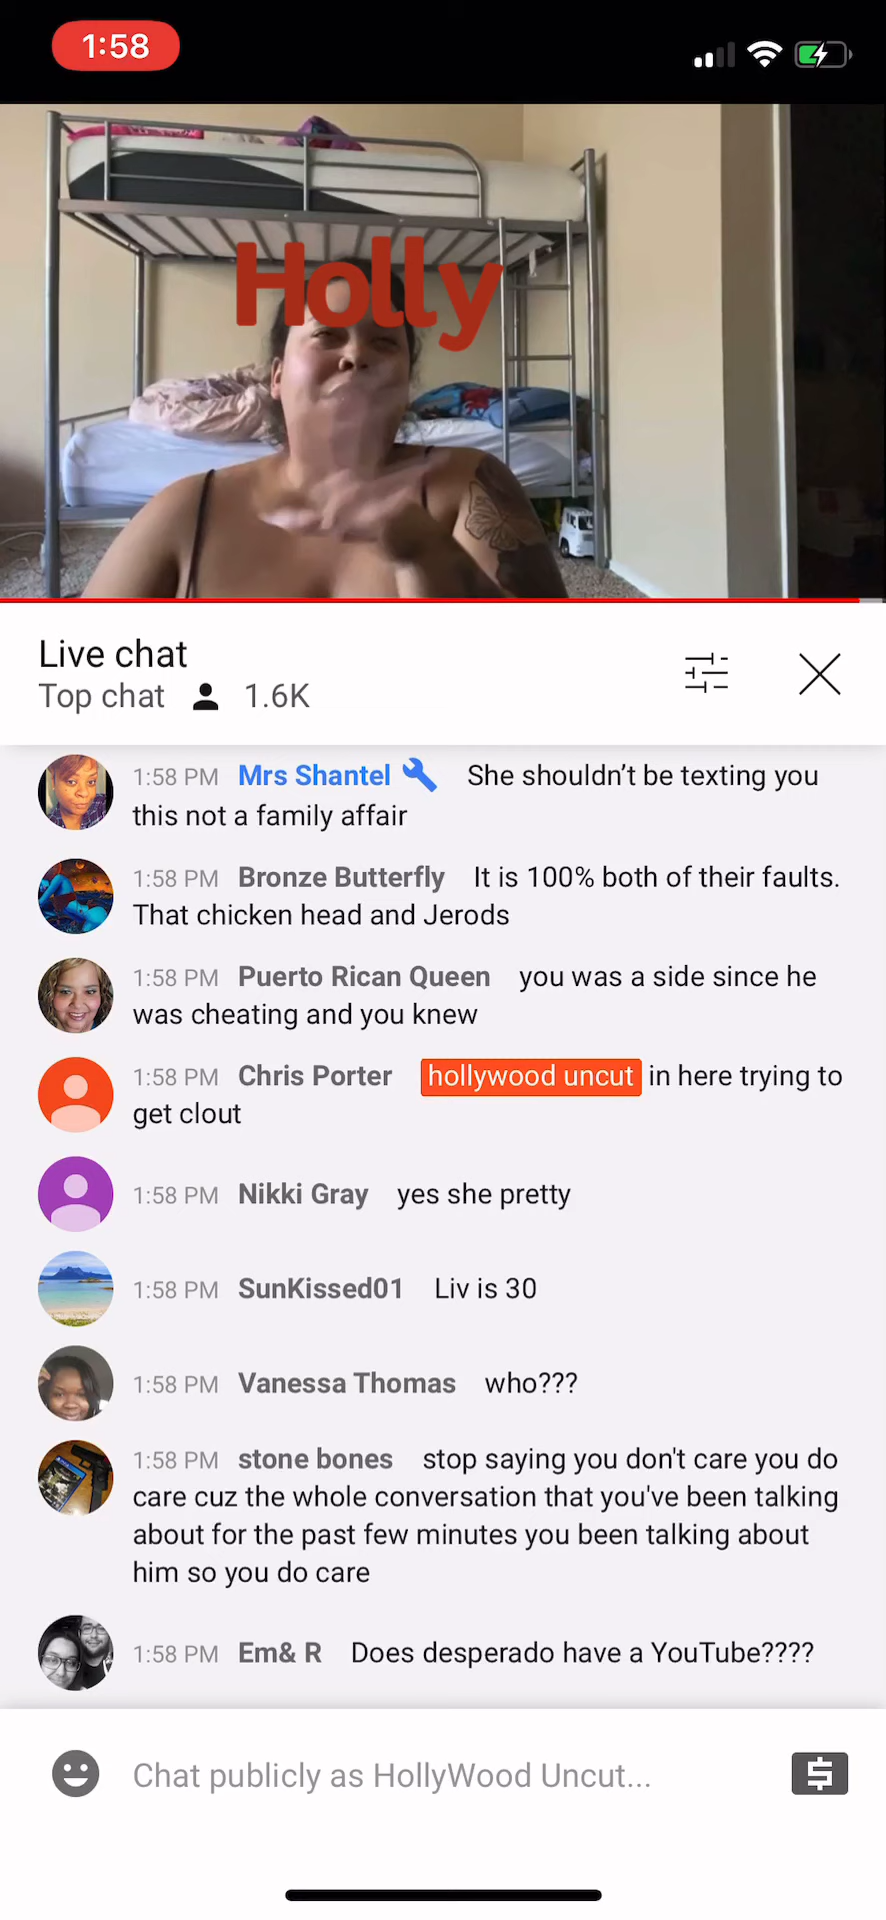 1:58
Holly
Live chat
Top chat 1.6K
1:58 PM Mrs Shantel She shouldn’t be texting you
this not a family affair
1:58 PM Bronze Butterfly It is 100% both of their faults.
That chicken head and Jerods
1:58 PM Puerto Rican Queen you was a side since he
was cheating and you knew
1:58 PM Chris Porter hollywood uncut in here trying to
get clout
1:58 PM Nikki Gray yes she pretty
1:58 PM SunKissed01 Liv is 30
1:58 PM Vanessa Thomas who???
1:58 PM stone bones stop saying you don't care you do
care cuz the whole conversation that you've been talking
about for the past few minutes you been talking about
him so you do care
1:58 PM Em& R Does desperado have a YouTube????
Chat publicly as HollyWood Uncut...